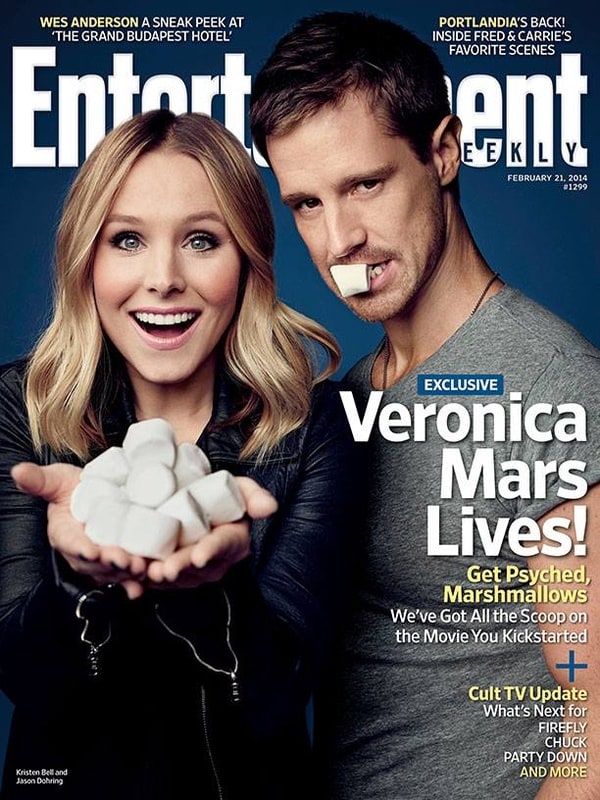 WES ANDERSON A SNEAK PEEK AT
'THE GRAND BUDAPEST HOTEL'
PORTLANDIA'S BACK!
INSIDE FRED & CARRIE'S
FAVORITE SCENES
Entertainment
WEEKLY
FEBRUARY 21, 2014
#1299
EXCLUSIVE
Veronica
Mars
Lives!
Get Psyched,
Marshmallows
We've Got All the Scoop on
the Movie You Kickstarted
+
Cult TV Update
What's Next for
FIREFLY
CHUCK
PARTY DOWN
AND MORE
Kristen Bell and
Jason Dohring